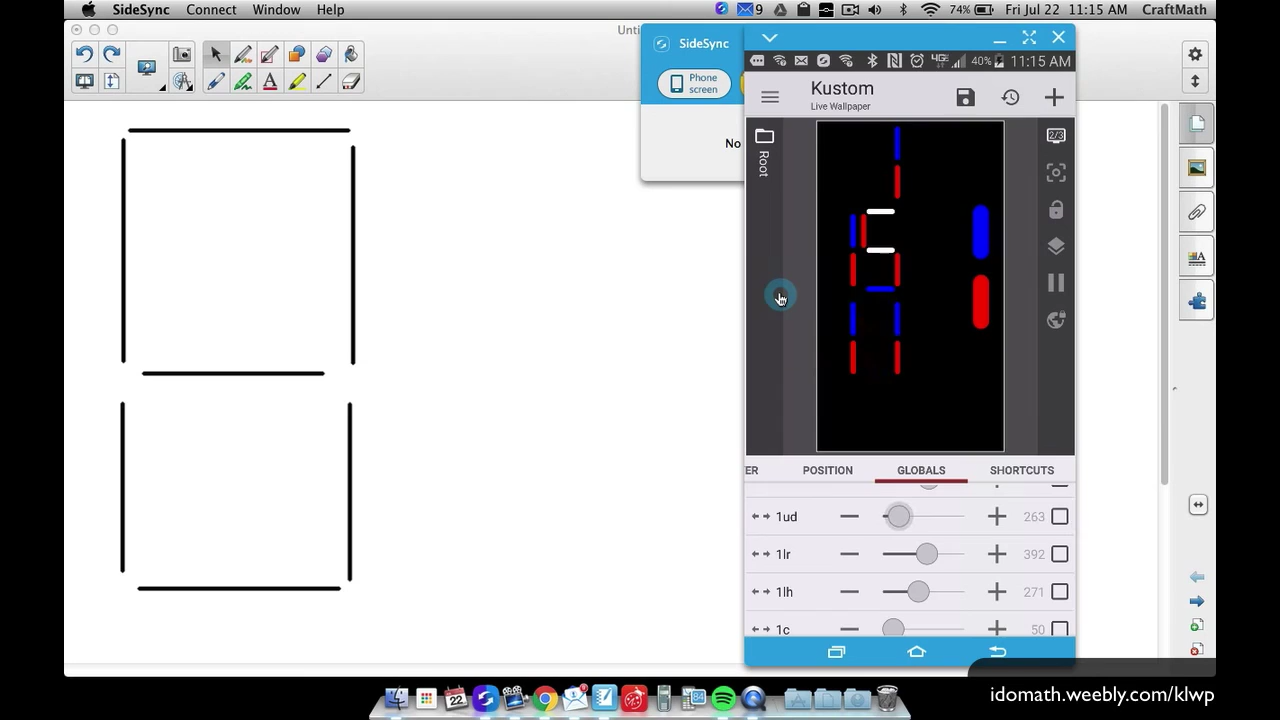 SideSync Connect Window Help
9
74%
Fri Jul 22 11:15 AM CraftMath
Unti
SideSync
Phone
screen
No
40% 11:15 AM
Kustom
Live Wallpaper
Root
2/3
ER POSITION GLOBALS SHORTCUTS
1ud 263
1lr 392
1lh 271
1c 50
idomath.weebly.com/klwp